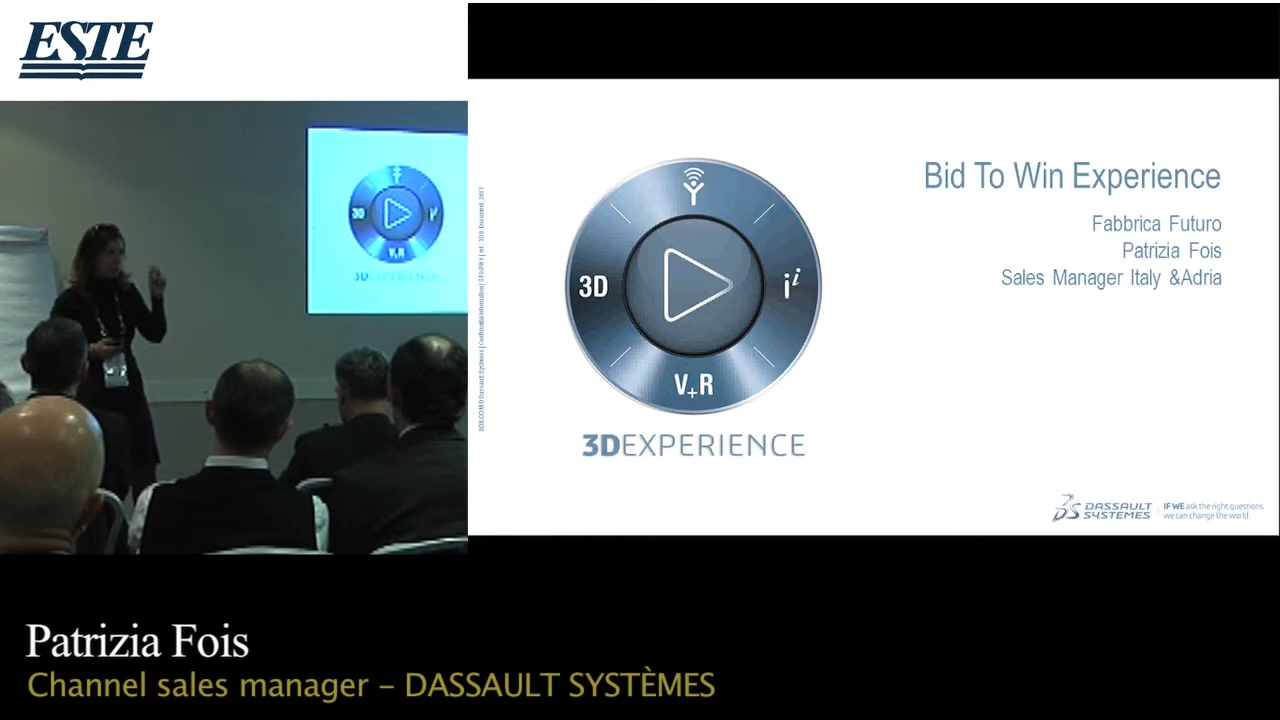 ESTE
3D
i i
V+R
3DEXPERIENCE
3D
i i
V+R
3DEXPERIENCE
Bid To Win Experience
Fabbrica Futuro
Patrizia Fois
Sales Manager Italy &Adria
DASSAULT
SYSTEMES
IF WE ask the right questions
we can change the world.
Patrizia Fois
Channel sales manager – DASSAULT SYSTÈMES